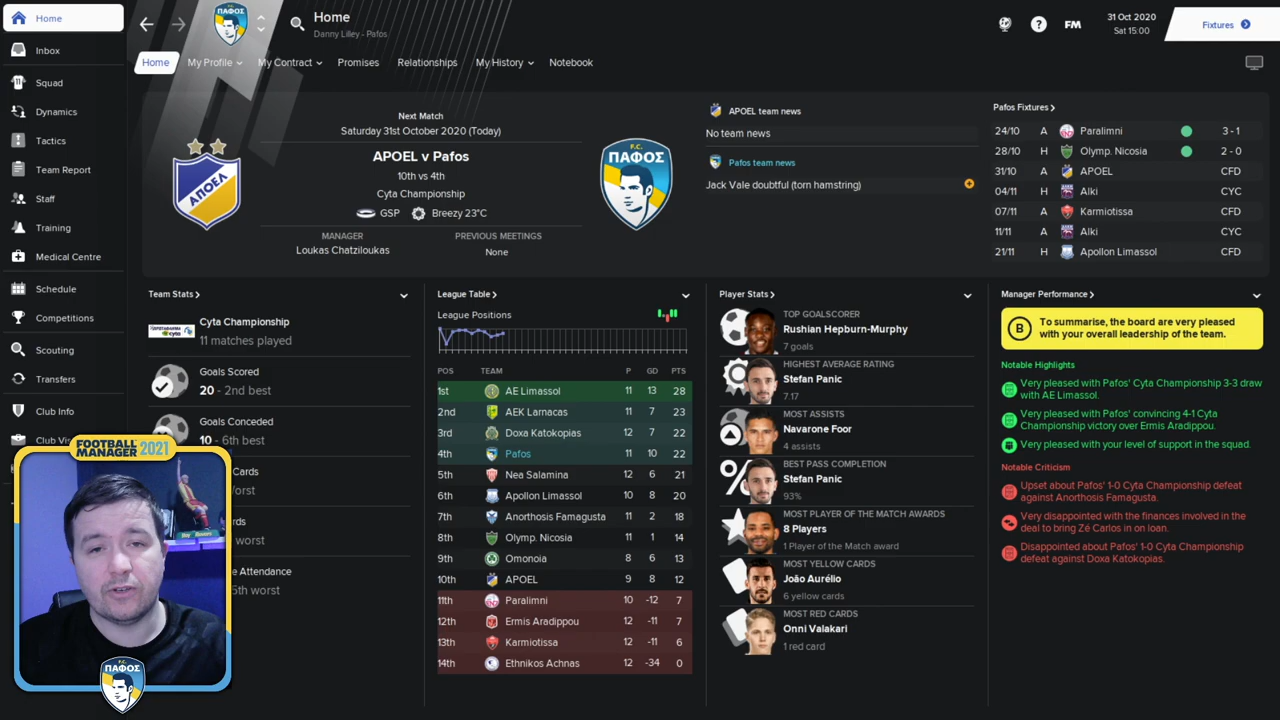 Home
Inbox
Squad
Dynamics
Tactics
Team Report
Staff
Training
Medical Centre
Schedule
Competitions
Scouting
Transfers
Club Info
Home
Danny Lilley - Pafos
FM
31 Oct 2020
Sat 15:00
Fixtures
Home
My Profile
My Contract
Promises
Relationships
My History
Notebook
Next Match
Saturday 31st October 2020 (Today)
APOEL v Pafos
10th vs 4th
Cyta Championship
GSP Breezy 23°C
MANAGER
Loukas Chatziloukas
PREVIOUS MEETINGS
None
ΑΠΟΕΛ
F.C.
ΠΑΦΟΣ
APOEL team news
No team news
Pafos team news
Jack Vale doubtful (torn hamstring)
Pafos Fixtures
24/10 A Paralimni 3 - 1
28/10 H Olymp. Nicosia 2 - 0
31/10 A APOEL CFD
04/11 H Alki CYC
07/11 A Karmiotissa CFD
11/11 A Alki CYC
21/11 H Apollon Limassol CFD
Team Stats
Cyta Championship
11 matches played
Goals Scored
20 - 2nd best
Goals Conceded
10 - 6th best
League Table
League Positions
POS TEAM P GD PTS
1st AE Limassol 11 13 28
2nd AEK Larnacas 11 7 23
3rd Doxa Katokopias 12 7 22
4th Pafos 11 10 22
5th Nea Salamina 12 6 21
6th Apollon Limassol 10 8 20
7th Anorthosis Famagusta 11 2 18
8th Olymp. Nicosia 11 1 14
9th Omonoia 8 6 13
10th APOEL 9 8 12
11th Paralimni 10 -12 7
12th Ermis Aradippou 12 -11 7
13th Karmiotissa 12 -11 6
14th Ethnikos Achnas 12 -34 0
Player Stats
TOP GOALSCORER
Rushian Hepburn-Murphy
7 goals
HIGHEST AVERAGE RATING
Stefan Panic
7.17
MOST ASSISTS
Navarone Foor
4 assists
BEST PASS COMPLETION
Stefan Panic
93%
MOST PLAYER OF THE MATCH AWARDS
8 Players
1 Player of the Match award
MOST YELLOW CARDS
João Aurélio
6 yellow cards
MOST RED CARDS
Onni Valakari
1 red card
Manager Performance
B
To summarise, the board are very pleased
with your overall leadership of the team.
Notable Highlights
Very pleased with Pafos' Cyta Championship 3-3 draw
with AE Limassol.
Very pleased with Pafos' convincing 4-1 Cyta
Championship victory over Ermis Aradippou.
Very pleased with your level of support in the squad.
Notable Criticism
Upset about Pafos' 1-0 Cyta Championship defeat
against Anorthosis Famagusta.
Very disappointed with the finances involved in the
deal to bring Zé Carlos in on loan.
Disappointed about Pafos' 1-0 Cyta Championship
defeat against Doxa Katokopias.
FOOTBALL
MANAGER 2021
F.C.
ΠΑΦΟΣ